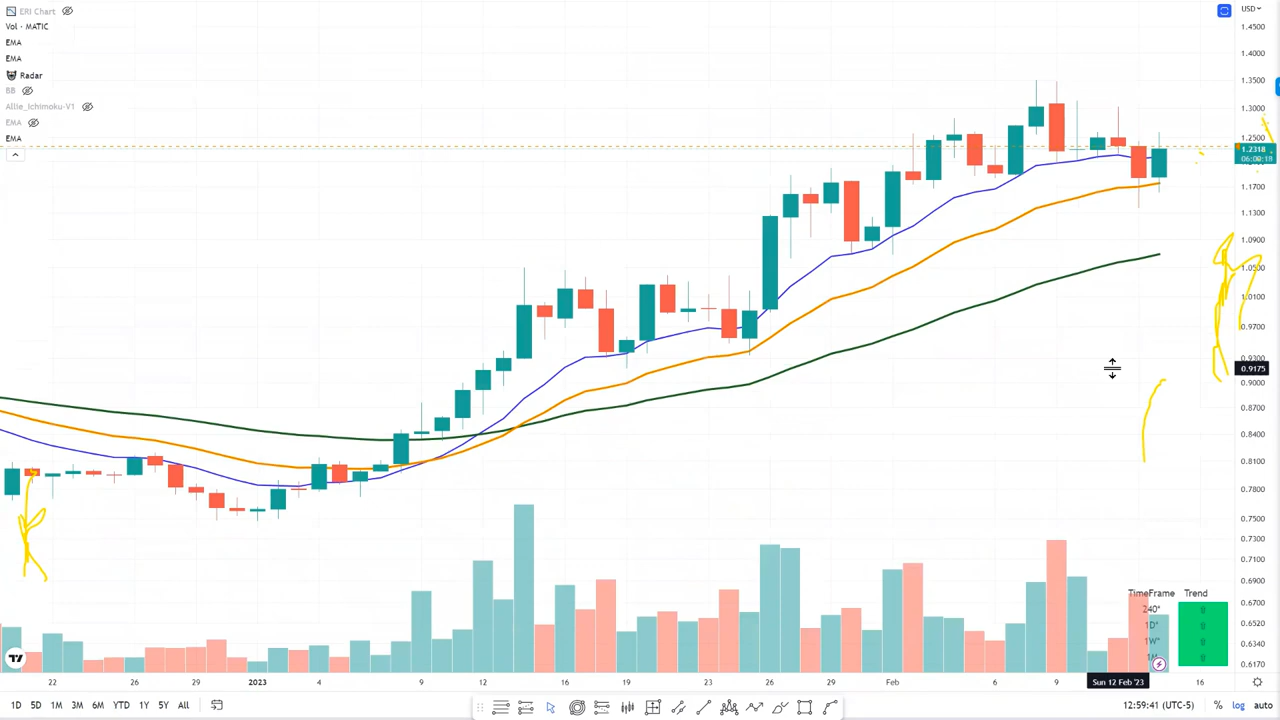 ERI Chart
Vol · MATIC
EMA
EMA
Radar
BB
Allie_Ichimoku-V1
EMA
EMA
USD
1.4500
1.4000
1.3500
1.3000
1.2500
1.2318
06:00:19
1.1700
1.1300
1.0900
1.0500
1.0100
0.9700
0.9300
0.9175
0.9000
0.8700
0.8400
0.8100
0.7800
0.7500
0.7300
0.7100
0.6900
0.6700
0.6520
0.6340
0.6170
TimeFrame Trend
240*
1D*
1W*
22 26 29 2023 4 9 12 16 19 23 26 29 Feb 6 9 Sun 12 Feb '23 16
1D 5D 1M 3M 6M YTD 1Y 5Y All
12:59:41 (UTC-5) % log auto